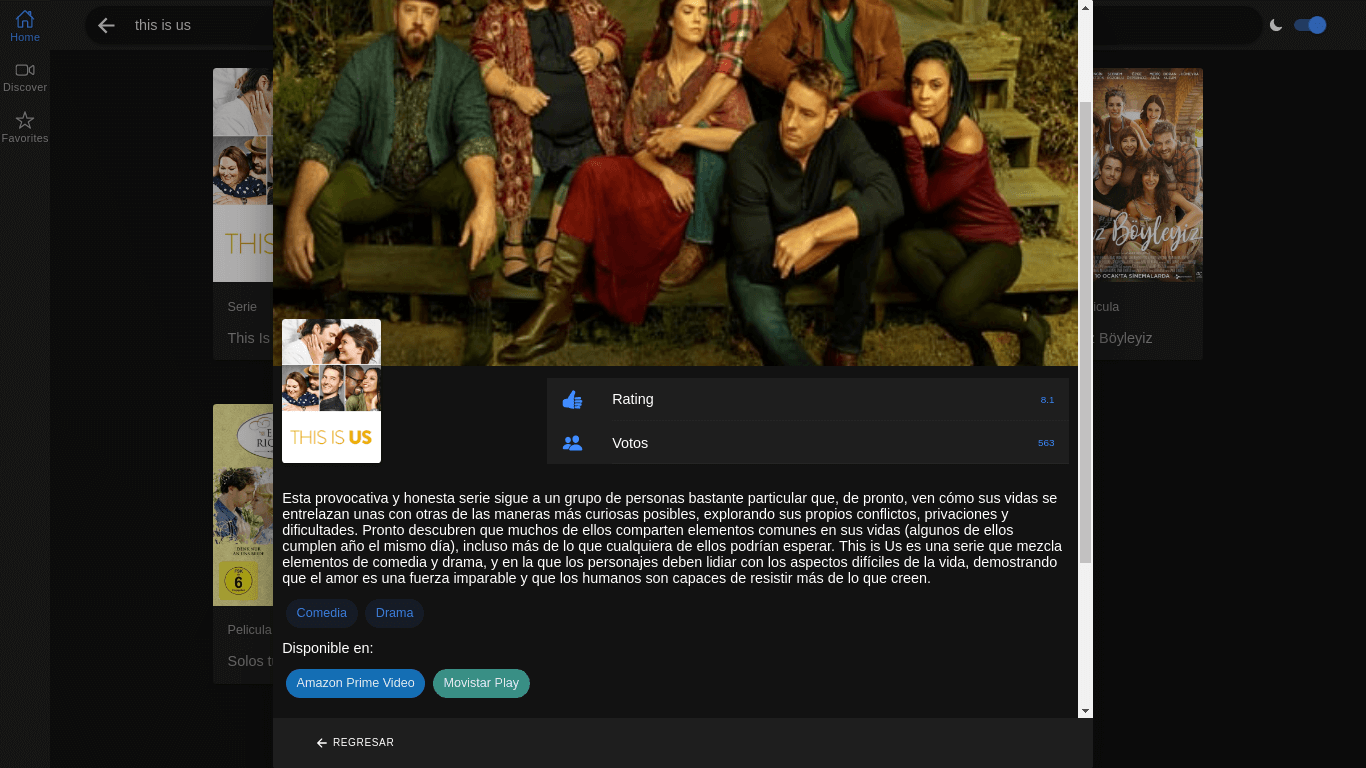 Home
this is us
Discover
Favorites
THIS
Serie
This Is
Böyleyiz
10 OCAK'TA SİNEMALARDA
icula
Böyleyiz
THIS IS US
Rating
8.1
Votos
563
Esta provocativa y honesta serie sigue a un grupo de personas bastante particular que, de pronto, ven cómo sus vidas se
entrelazan unas con otras de las maneras más curiosas posibles, explorando sus propios conflictos, privaciones y
dificultades. Pronto descubren que muchos de ellos comparten elementos comunes en sus vidas (algunos de ellos
cumplen año el mismo día), incluso más de lo que cualquiera de ellos podrían esperar. This is Us es una serie que mezcla
elementos de comedia y drama, y en la que los personajes deben lidiar con los aspectos difíciles de la vida, demostrando
que el amor es una fuerza imparable y que los humanos son capaces de resistir más de lo que creen.
Comedia
Drama
Disponible en:
Amazon Prime Video
Movistar Play
6
Pelicula
Solos
REGRESAR